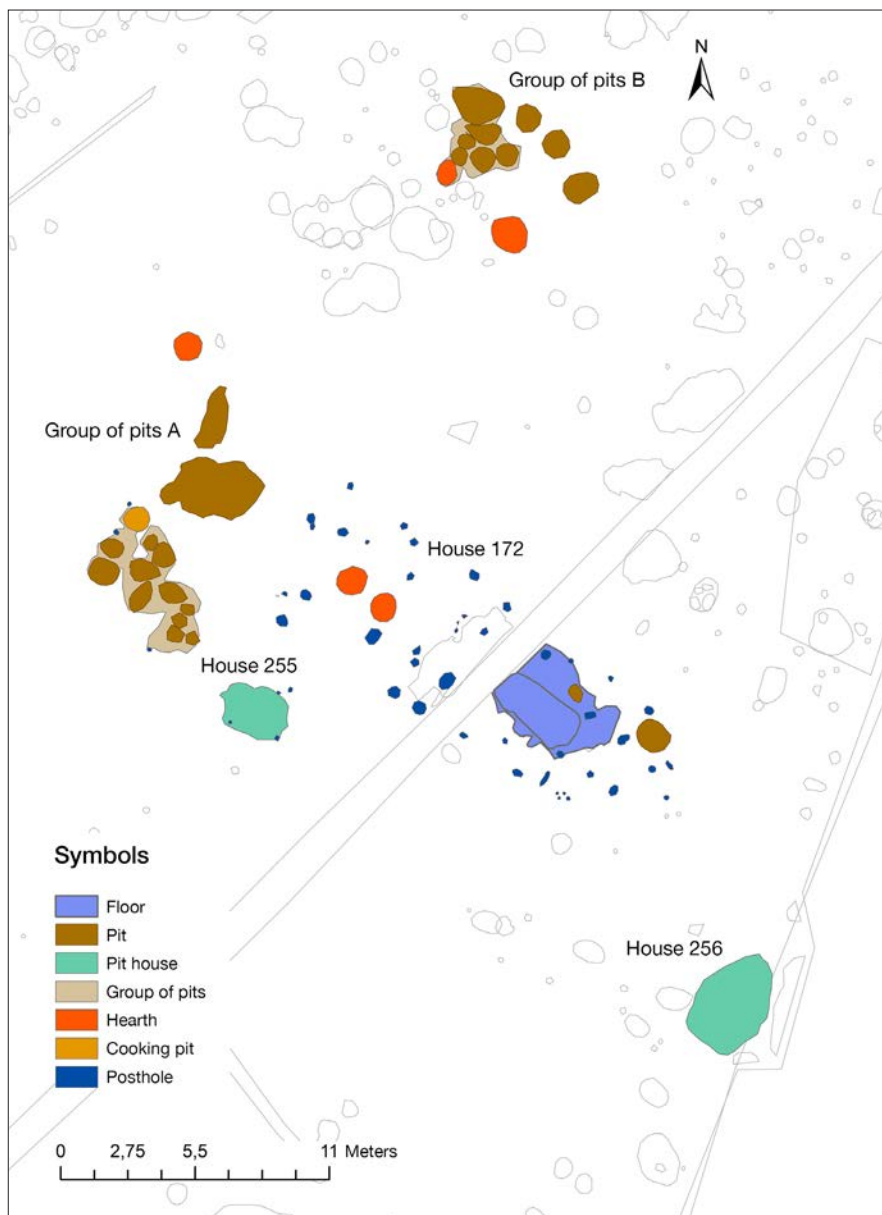 Group of pits B
N
Group of pits A
House 172
House 255
House 256
Symbols
Floor
Pit
Pit house
Group of pits
Hearth
Cooking pit
Posthole
0 2,75 5,5 11 Meters